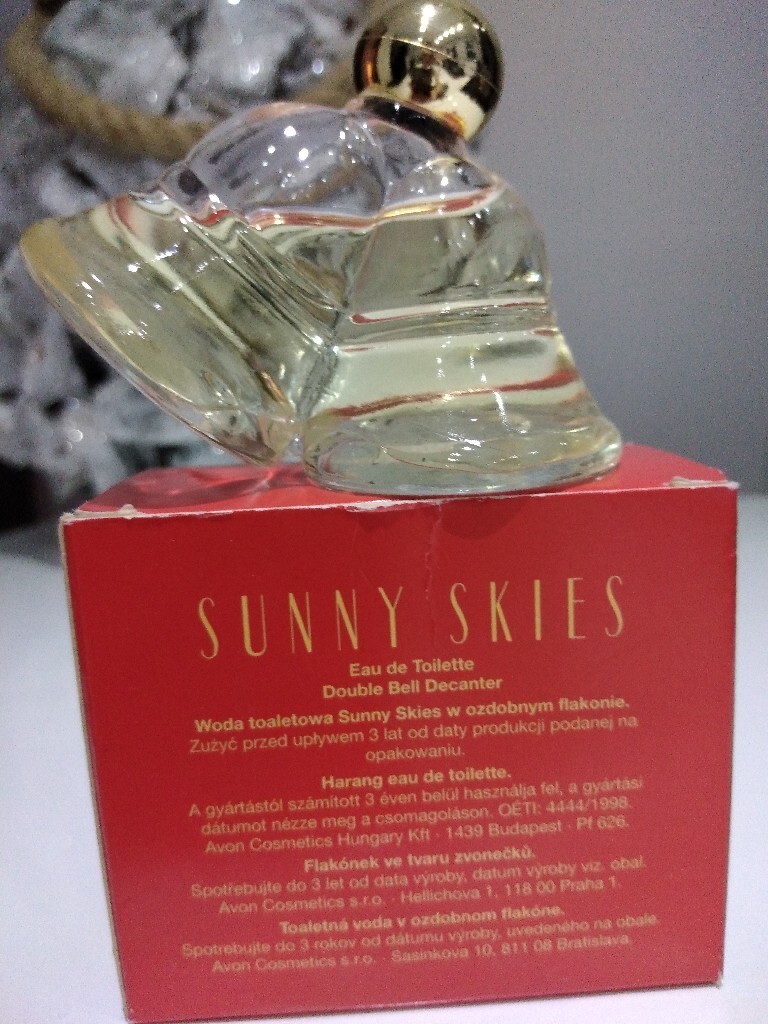 SUNNY SKIES
Eau de Toilette
Double Bell Decanter
Woda toaletowa Sunny Skies w ozdobnym flakonie.
Zużyć przed upływem 3 lat od daty produkcji podanej na
opakowaniu.
Harang eau de toilette.
A gyártástól számított 3 éven belül használja fel, a gyártási
dátumot nézze meg a csomagoláson. OÉTI: 4444/1998.
Avon Cosmetics Hungary Kft · 1439 Budapest · Pf 626.
Flakónek ve tvaru zvonečků.
Spotřebujte do 3 let od data výroby, datum výroby viz. obal.
Avon Cosmetics s.r.o. · Hellichova 1, 118 00 Praha 1.
Toaletná voda v ozdobnom flakóne.
Spotrebujte do 3 rokov od dátumu výroby, uvedeného na obale.
Avon Cosmetics s.r.o. · Sasinkova 10, 811 08 Bratislava.